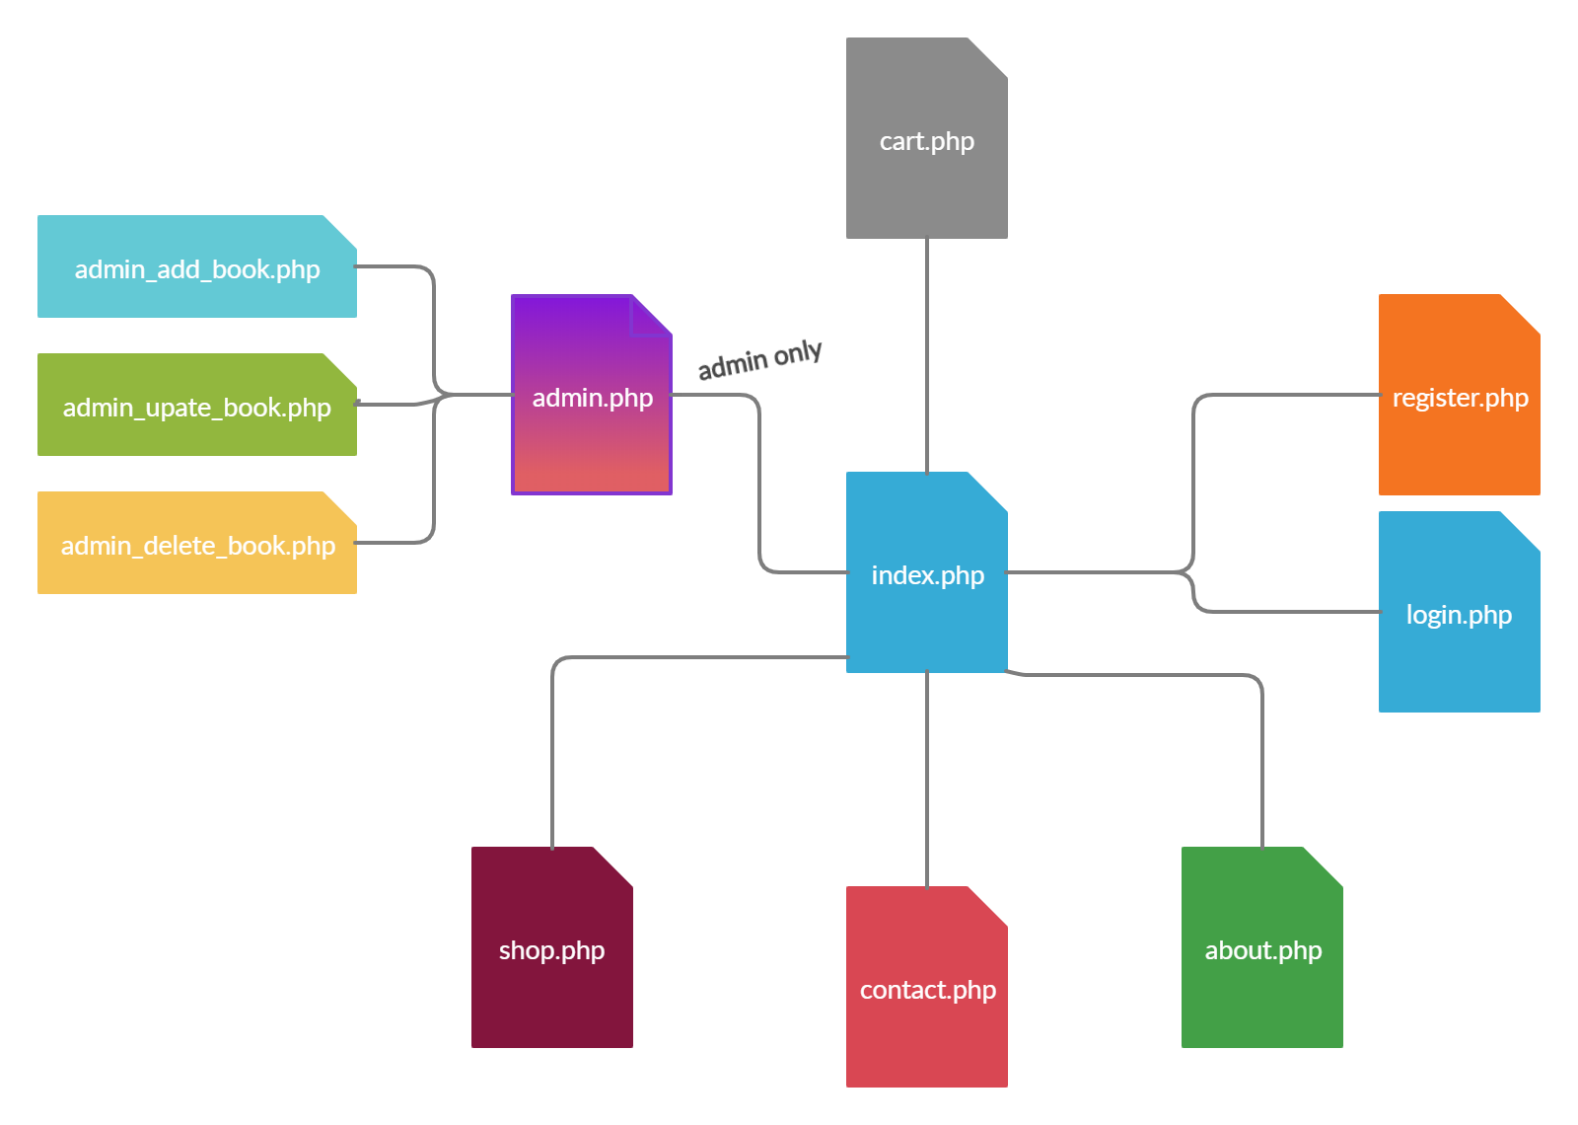 cart.php
admin_add_book.php
admin only
admin.php
register.php
admin_upate_book.php
admin_delete_book.php
index.php
login.php
shop.php
about.php
contact.php